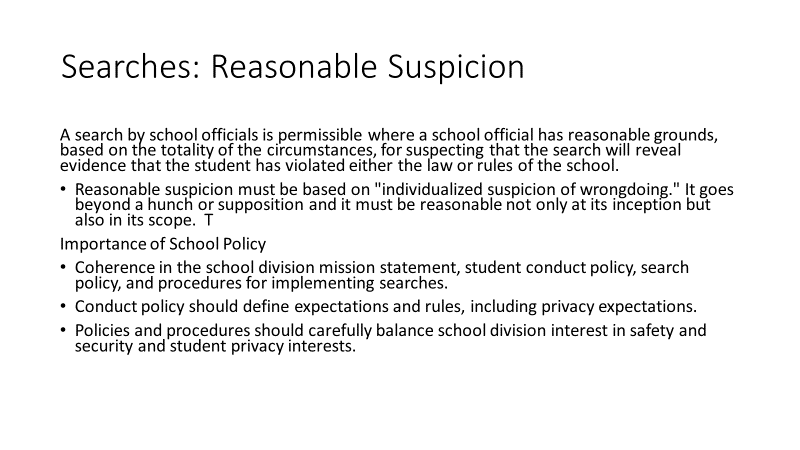 Searches: Reasonable Suspicion
A search by school officials is permissible where a school official has reasonable grounds,
based on the totality of the circumstances, for suspecting that the search will reveal
evidence that the student has violated either the law or rules of the school.
• Reasonable suspicion must be based on "individualized suspicion of wrongdoing." It goes
beyond a hunch or supposition and it must be reasonable not only at its inception but
also in its scope.  T
Importance of School Policy
• Coherence in the school division mission statement, student conduct policy, search
policy, and procedures for implementing searches.
• Conduct policy should define expectations and rules, including privacy expectations.
• Policies and procedures should carefully balance school division interest in safety and
security and student privacy interests.